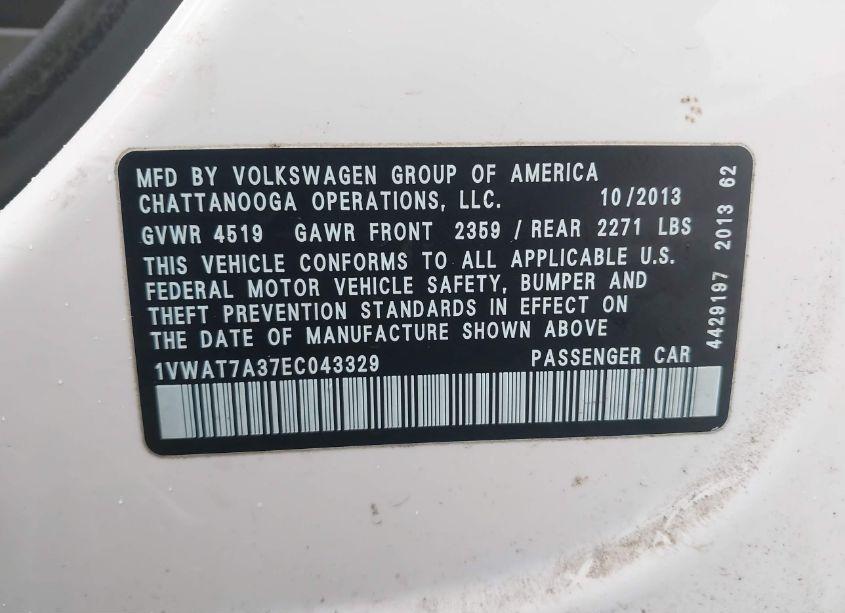 MFD BY VOLKSWAGEN GROUP OF AMERICA
CHATTANOOGA OPERATIONS, LLC. 10/2013
GVWR 4519 GAWR FRONT 2359 / REAR 2271 LBS
THIS VEHICLE CONFORMS TO ALL APPLICABLE U.S.
FEDERAL MOTOR VEHICLE SAFETY, BUMPER AND
THEFT PREVENTION STANDARDS IN EFFECT ON
THE DATE OF MANUFACTURE SHOWN ABOVE
1VWAT7A37EC043329 PASSENGER CAR
4429197 2013 62